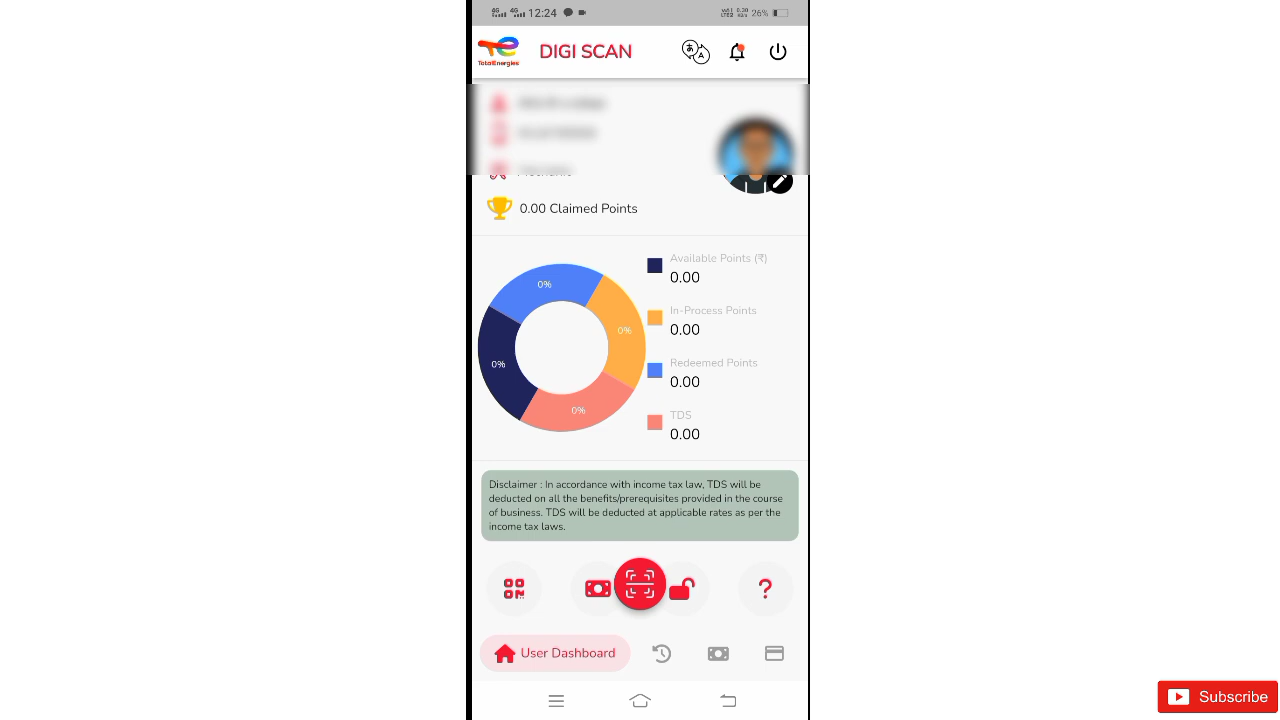 12:24
26%
TotalEnergies
DIGI SCAN
Mechanic
0.00 Claimed Points
Available Points (₹)
0.00
In-Process Points
0.00
Redeemed Points
0.00
TDS
0.00
0%
0%
0%
0%
Disclaimer : In accordance with income tax law, TDS will be
deducted on all the benefits/prerequisites provided in the course
of business. TDS will be deducted at applicable rates as per the
income tax laws.
User Dashboard
Subscribe